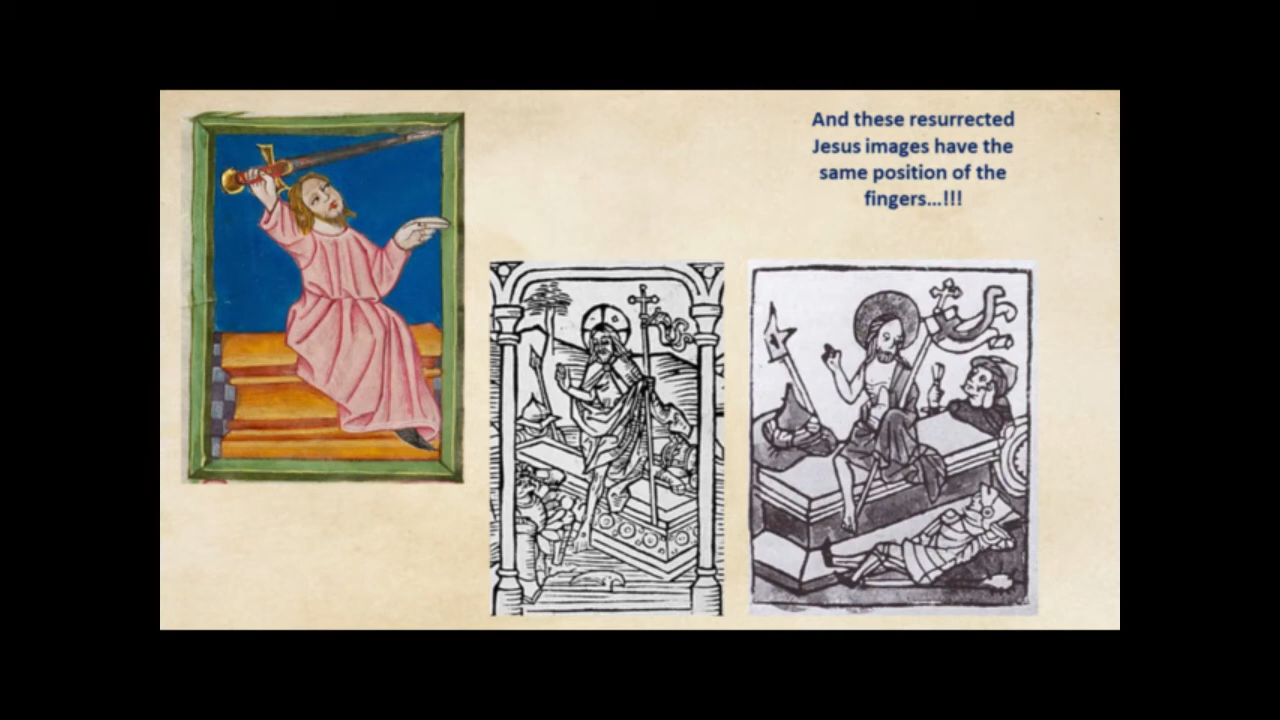 And these resurrected
Jesus images have the
same position of the
fingers...!!!